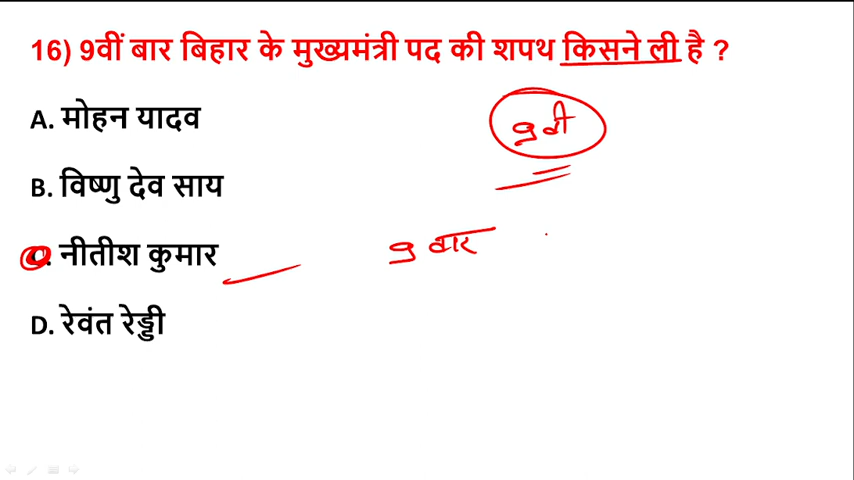 16) 9वीं बार बिहार के मुख्यमंत्री पद की शपथ किसने ली है ?
A. मोहन यादव
9वी
B. विष्णु देव साय
C. नीतीश कुमार
9 बार
D. रेवंत रेड्डी